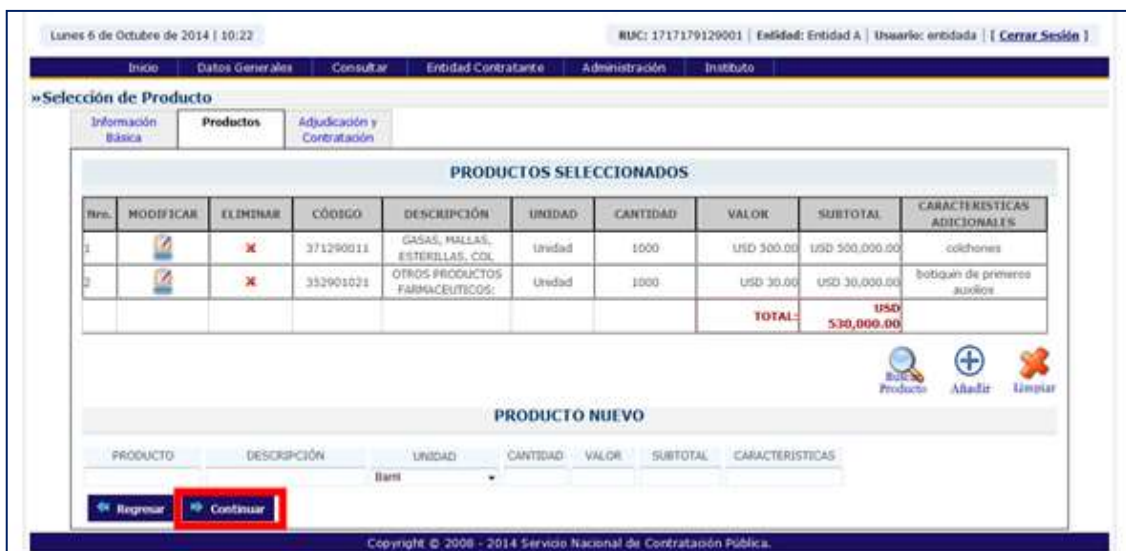 Lunes 6 de Octubre de 2014 | 10:22 RUC: 1717179129001 | Entidad: Entidad A | Usuario: entidada | [ Cerrar Sesión ]
Inicio Datos Generales Consultar Entidad Contratante Administración Instituto
»Selección de Producto
Información Básica Productos Adjudicación y Contratación
PRODUCTOS SELECCIONADOS
Nro. MODIFICAR ELIMINAR CÓDIGO DESCRIPCIÓN UNIDAD CANTIDAD VALOR SUBTOTAL CARACTERISTICAS ADICIONALES
1 371290011 GASAS, MALLAS, ESTERILLAS, COL Unidad 1000 USD 500.00 USD 500,000.00 colchones
2 352901021 OTROS PRODUCTOS FARMACEUTICOS: Unidad 1000 USD 30.00 USD 30,000.00 botiquin de primeros auxilios
TOTAL: USD 530,000.00
Buscar Producto Añadir Limpiar
PRODUCTO NUEVO
PRODUCTO DESCRIPCIÓN UNIDAD CANTIDAD VALOR SUBTOTAL CARACTERISTICAS
Barril
Regresar Continuar
Copyright © 2008 - 2014 Servicio Nacional de Contratación Pública.